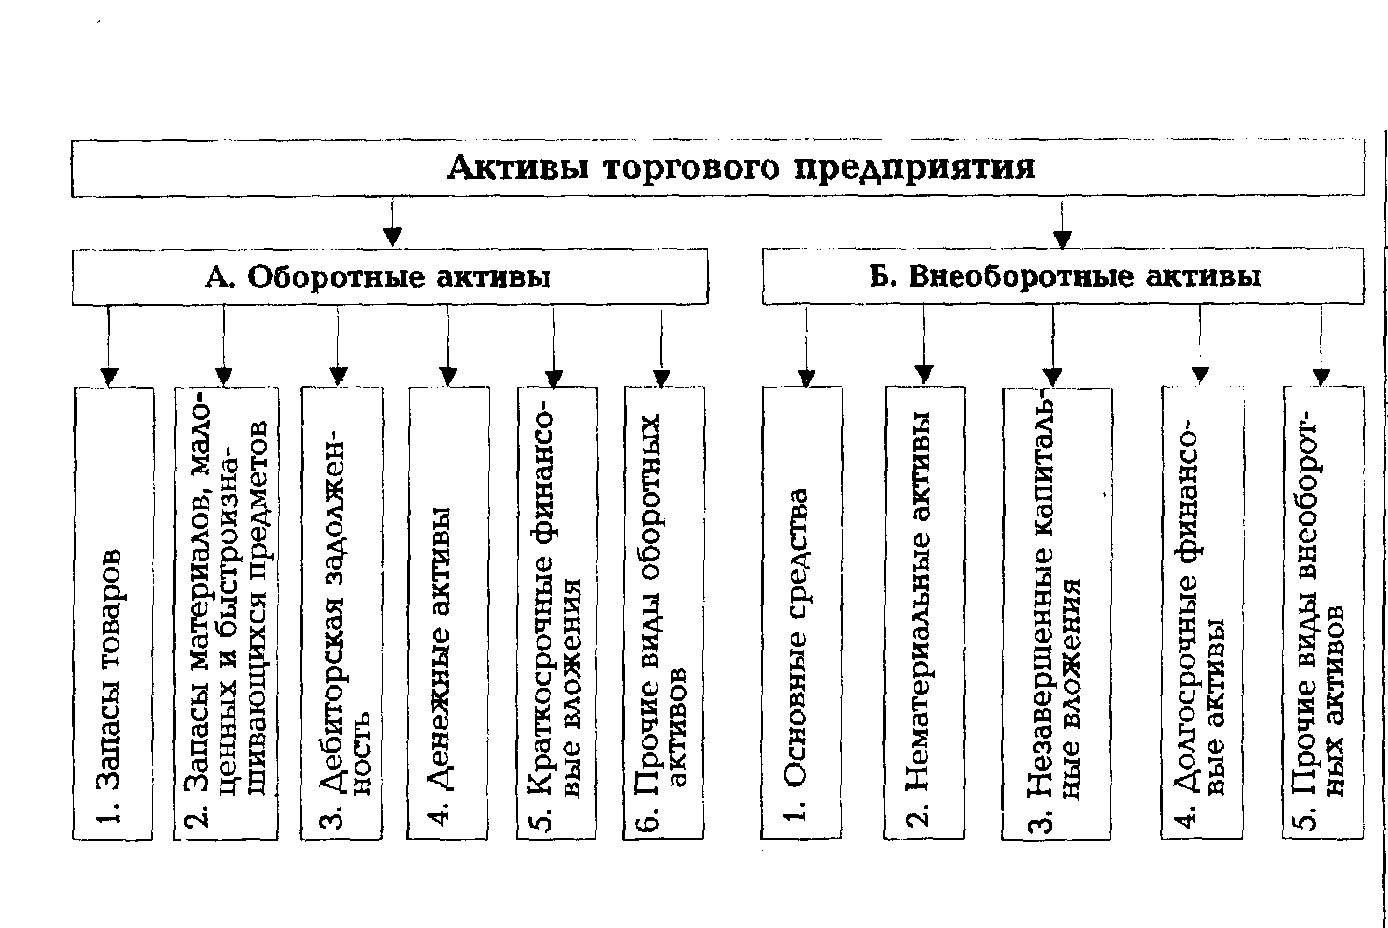 Активы торгового предприятия
А. Оборотные активы
Б. Внеоборотные активы
1. Запасы товаров
2. Запасы материалов, мало-
ценных и быстроизна-
шивающихся предметов
3. Дебиторская задолжен-
ность
4. Денежные активы
5. Краткосрочные финансо-
вые вложения
6. Прочие виды оборотных
активов
1. Основные средства
2. Нематериальные активы
3. Незавершенные капиталь-
ные вложения
4. Долгосрочные финансо-
вые активы
5. Прочие виды внеоборот-
ных активов